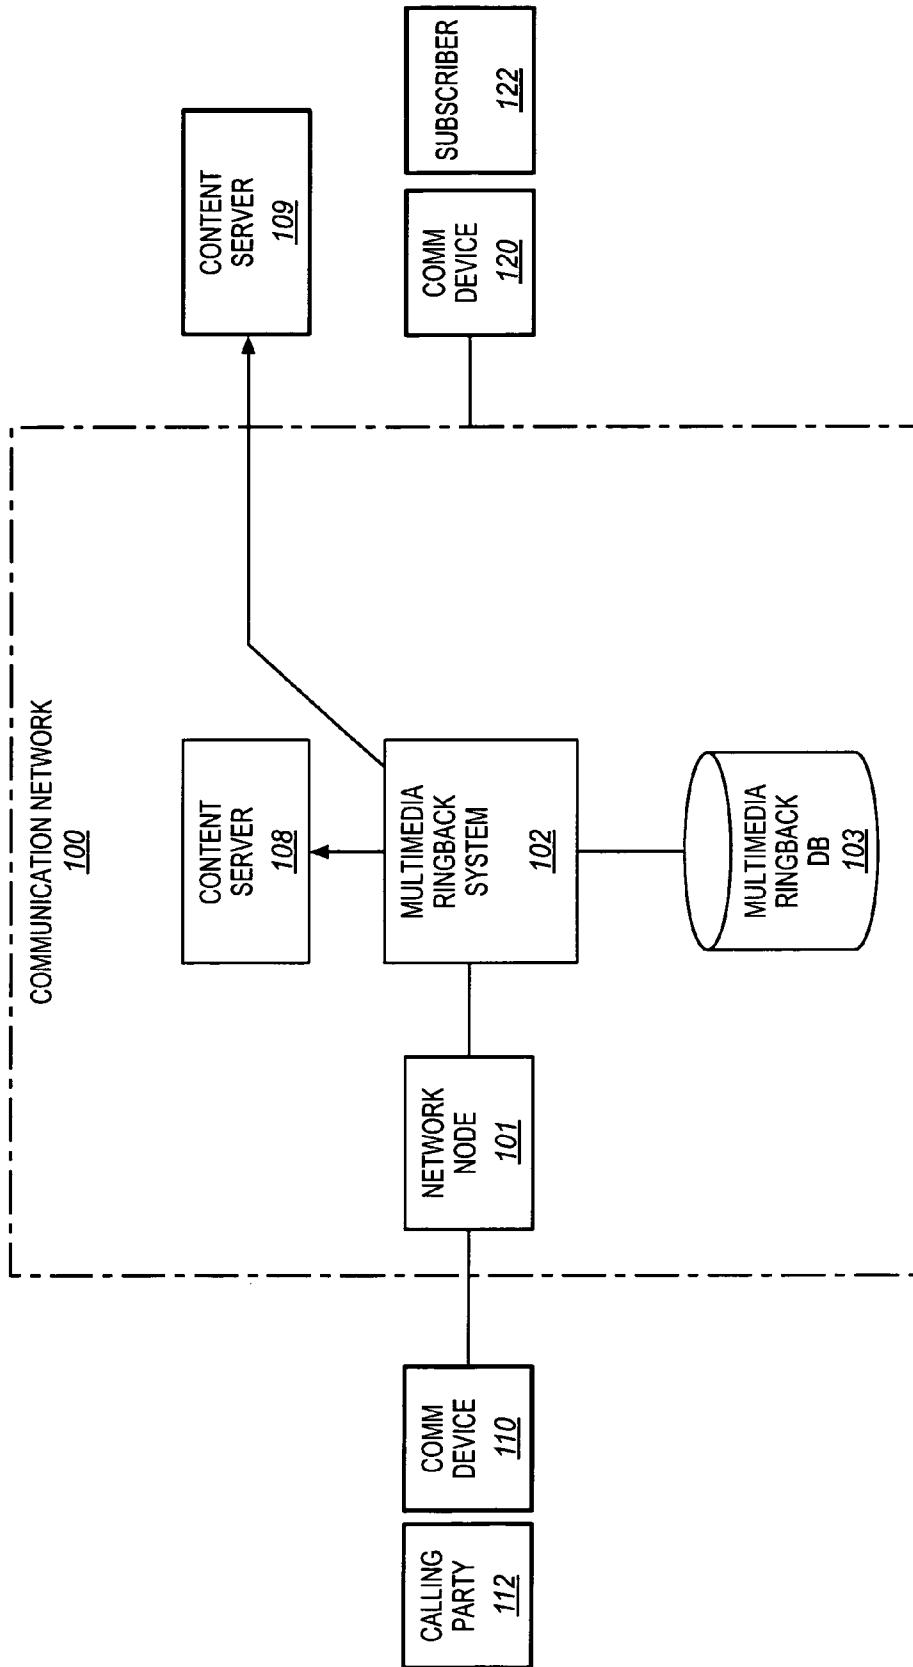 COMMUNICATION NETWORK
100
CONTENT
SERVER
108
CONTENT
SERVER
109
CALLING
PARTY
112
COMM
DEVICE
110
NETWORK
NODE
101
MULTIMEDIA
RINGBACK
SYSTEM
102
COMM
DEVICE
120
SUBSCRIBER
122
MULTIMEDIA
RINGBACK
DB
103